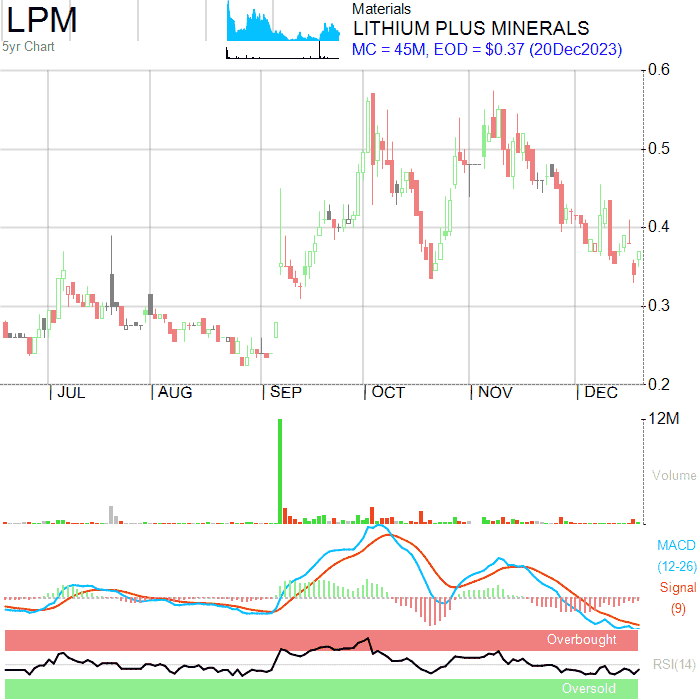 LPM
5yr Chart
Materials
LITHIUM PLUS MINERALS
MC = 45M, EOD = $0.37 (20Dec2023)
0.6
0.5
0.4
0.3
0.2
JUL
AUG
SEP
OCT
NOV
DEC
12M
Volume
MACD
(12-26)
Signal
(9)
Overbought
RSI(14)
Oversold